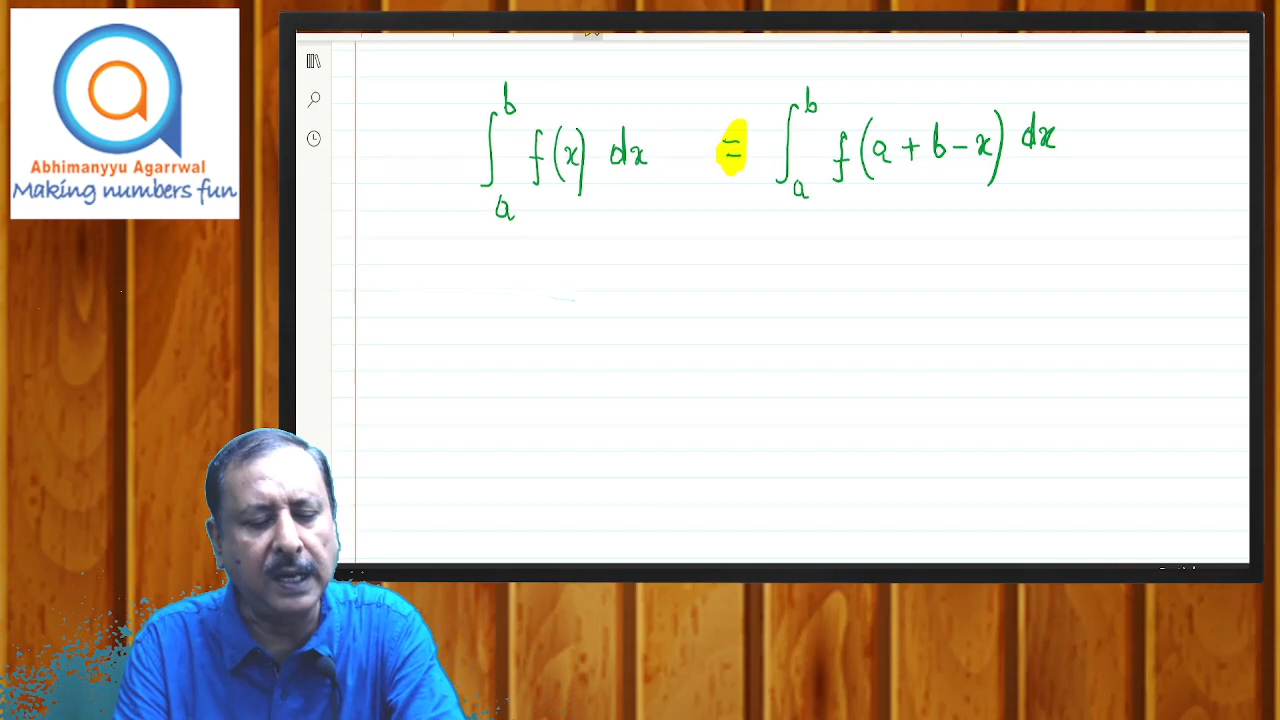 Abhimanyyu Agarrwal
Making numbers fun
∫ₐᵇ f(x) dx = ∫ₐᵇ f(a + b − x) dx